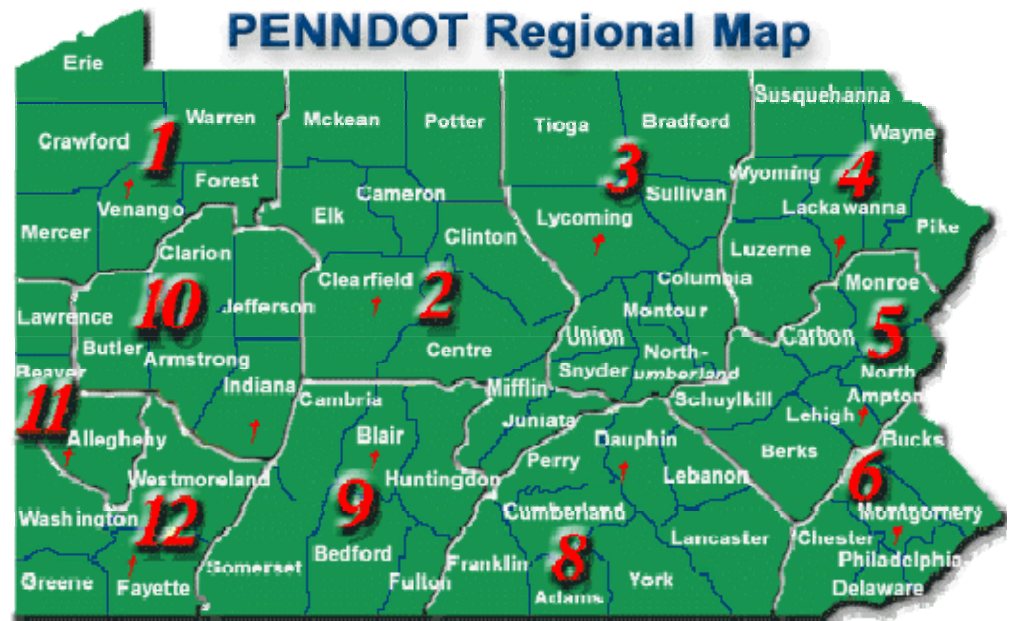 PENNDOT Regional Map
Erie
Susquehanna
Warren
Mckean
Potter
Tioga
Bradford
Wayne
Crawford
1
3
4
Forest
Cameron
Sullivan
Wyoming
Venango
Elk
Lycoming
Lackawanna
Mercer
Clinton
Pike
Clarion
Luzerne
Clearfield
2
Columbia
Monroe
10
Jefferson
Montour
5
Lawrence
Union
Carbon
Butler
Armstrong
Centre
North-
umberland
Snyder
North
Ampton
Beaver
Indiana
Mifflin
11
Cambria
Schuylkill
Juniata
Lehigh
Allegheny
Blair
Dauphin
Bucks
Perry
Berks
Westmoreland
Huntingdon
Lebanon
6
9
Washington
12
Cumberland
Montgomery
Bedford
Franklin
8
Lancaster
Chester
Philadelphia
Greene
Fayette
Somerset
Fulton
Adams
York
Delaware